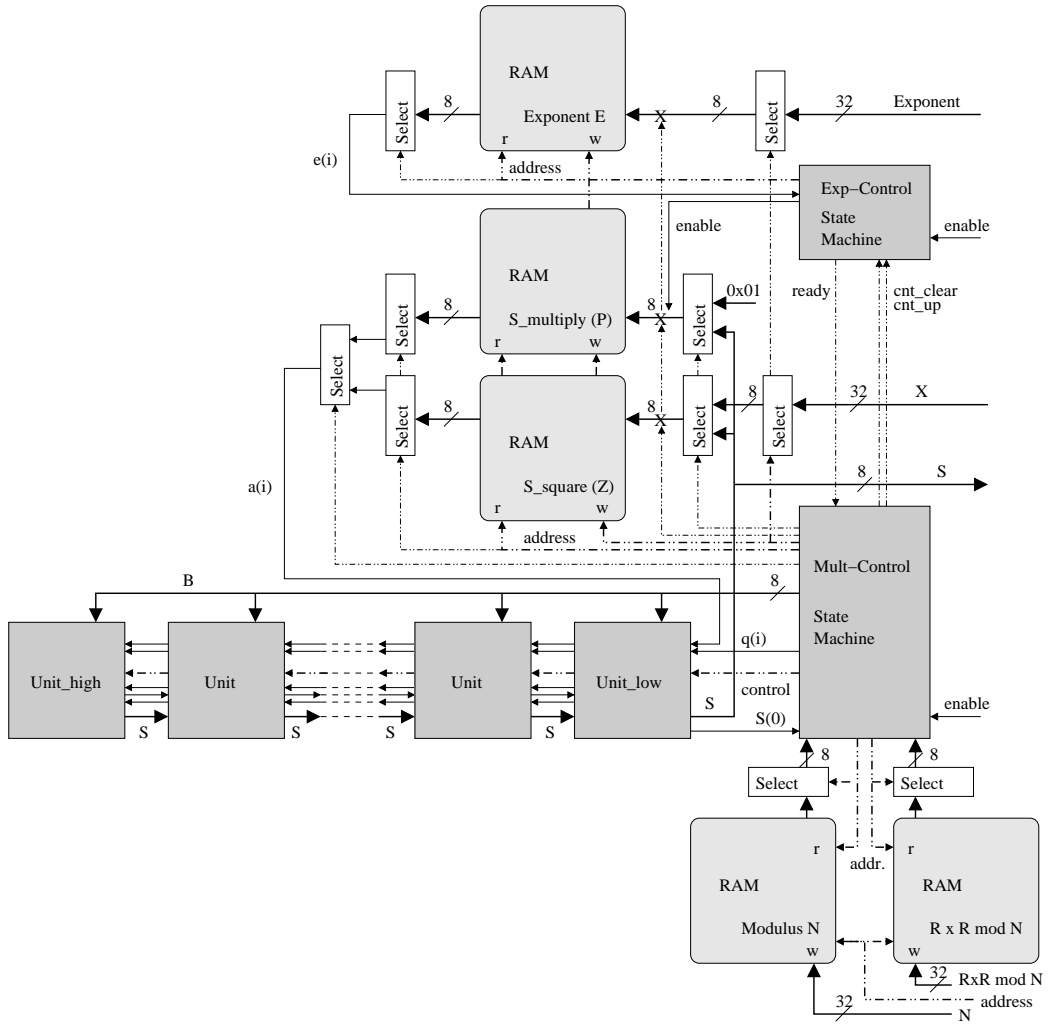 RAM
Exponent E
r
w
Select
8
8
Select
32
Exponent
e(i)
address
Exp−Control
State
Machine
enable
enable
RAM
S_multiply (P)
r
w
Select
8
8
Select
0x01
ready
cnt_clear
cnt_up
Select
Select
8
RAM
S_square (Z)
r
w
8
Select
8
Select
32
X
8
S
a(i)
address
X
X
X
B
8
Mult−Control
State
Machine
Unit_high
Unit
Unit
Unit_low
q(i)
control
S
S(0)
enable
S
S
S
S
8
8
Select
Select
r
addr.
r
RAM
RAM
Modulus N
R x R mod N
w
w
32
RxR mod N
address
32
N